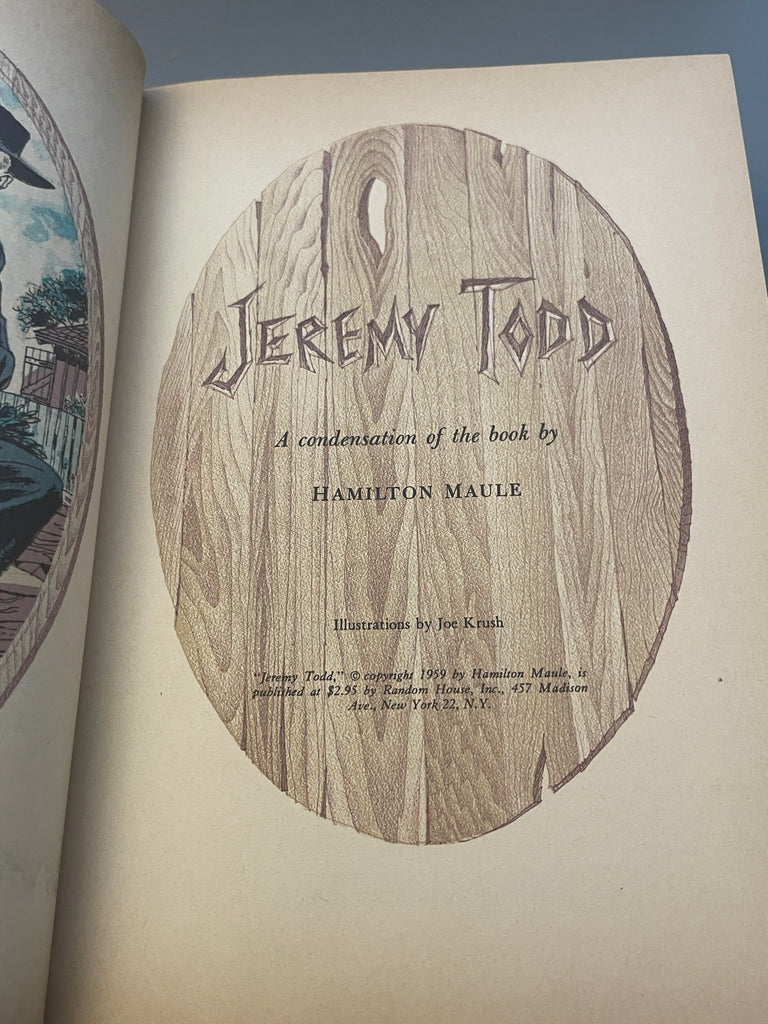 JEREMY TODD
A condensation of the book by
HAMILTON MAULE
Illustrations by Joe Krush
"Jeremy Todd," © copyright 1959 by Hamilton Maule, is
published at $2.95 by Random House, Inc., 457 Madison
Ave., New York 22, N.Y.